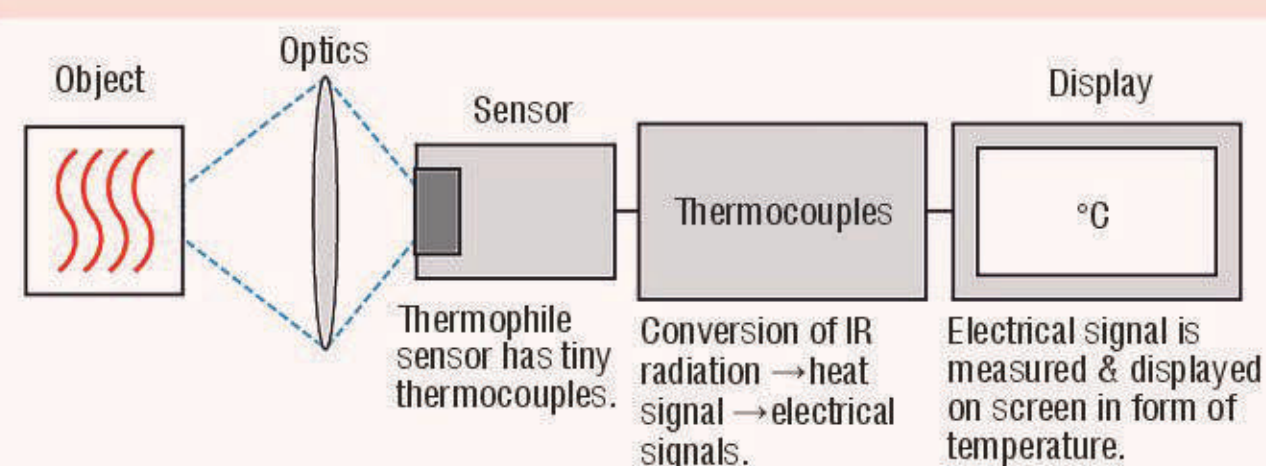 Object
Optics
Sensor
Thermocouples
Display
°C
Thermophile
sensor has tiny
thermocouples.
Conversion of IR
radiation →heat
signal →electrical
signals.
Electrical signal is
measured & displayed
on screen in form of
temperature.